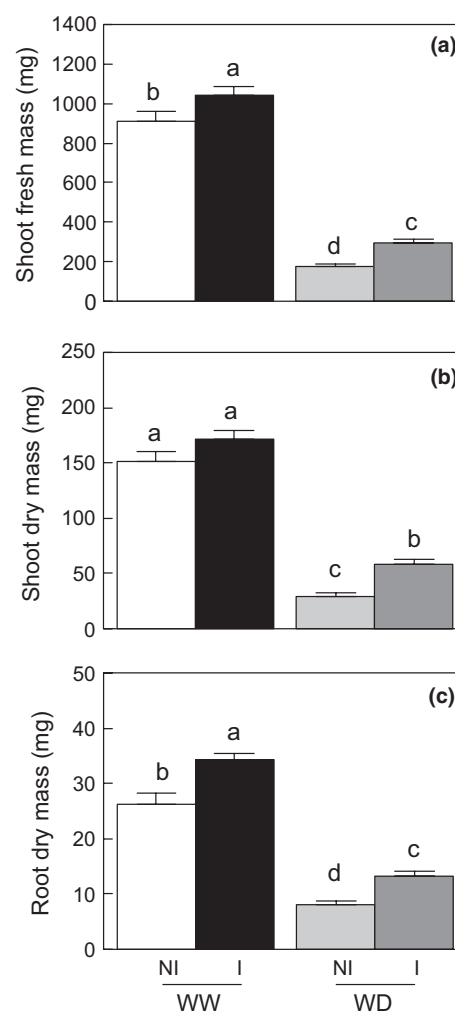 1400
(a)
1200
a
b
1000
800
600
400
c
d
200
0
Shoot fresh mass (mg)
250
(b)
200
a
a
150
100
b
50
c
0
Shoot dry mass (mg)
50
(c)
40
a
b
30
20
c
d
10
0
Root dry mass (mg)
NI I NI I
WW WD